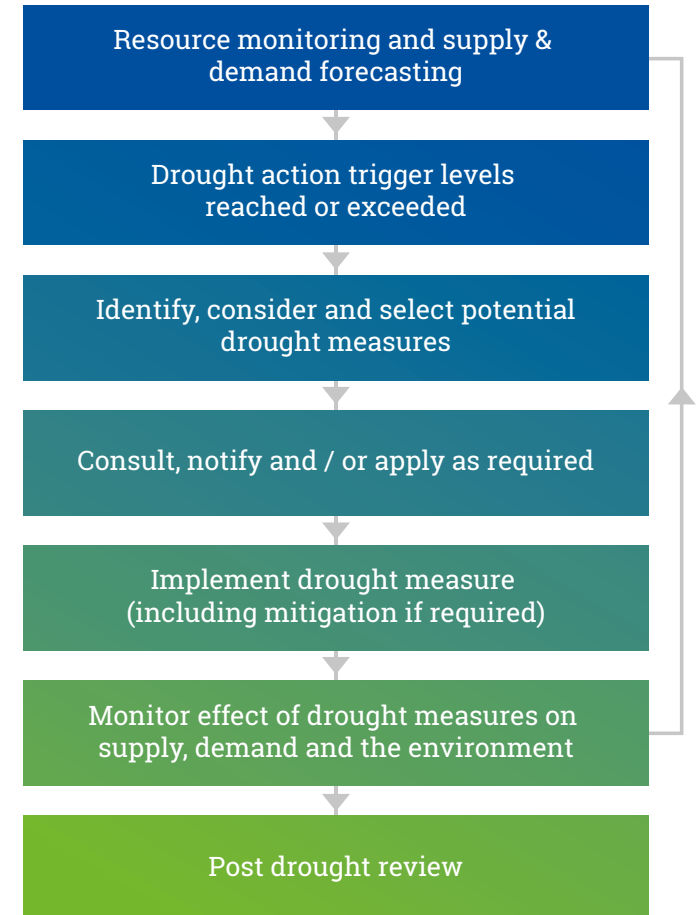 Resource monitoring and supply &
demand forecasting
Drought action trigger levels
reached or exceeded
Identify, consider and select potential
drought measures
Consult, notify and / or apply as required
Implement drought measure
(including mitigation if required)
Monitor effect of drought measures on
supply, demand and the environment
Post drought review